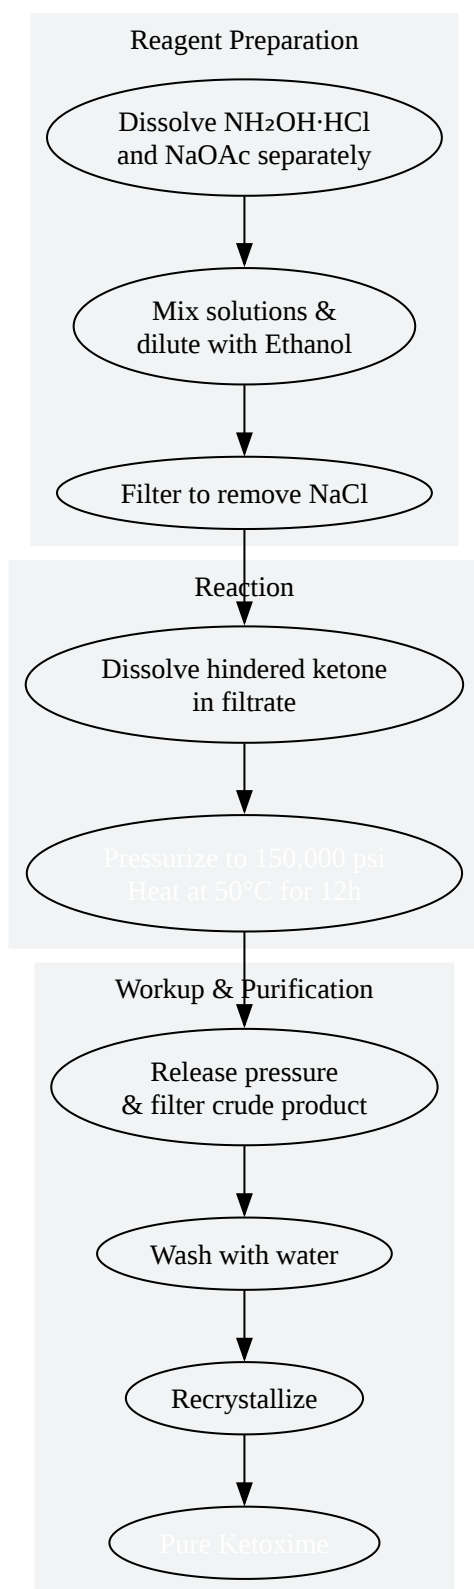 Reagent Preparation
Dissolve NH₂OH·HCl
and NaOAc separately
Mix solutions &
dilute with Ethanol
Filter to remove NaCl
Reaction
Dissolve hindered ketone
in filtrate
Pressurize to 150,000 psi
Heat at 50°C for 12h
Workup & Purification
Release pressure
& filter crude product
Wash with water
Recrystallize
Pure Ketoxime